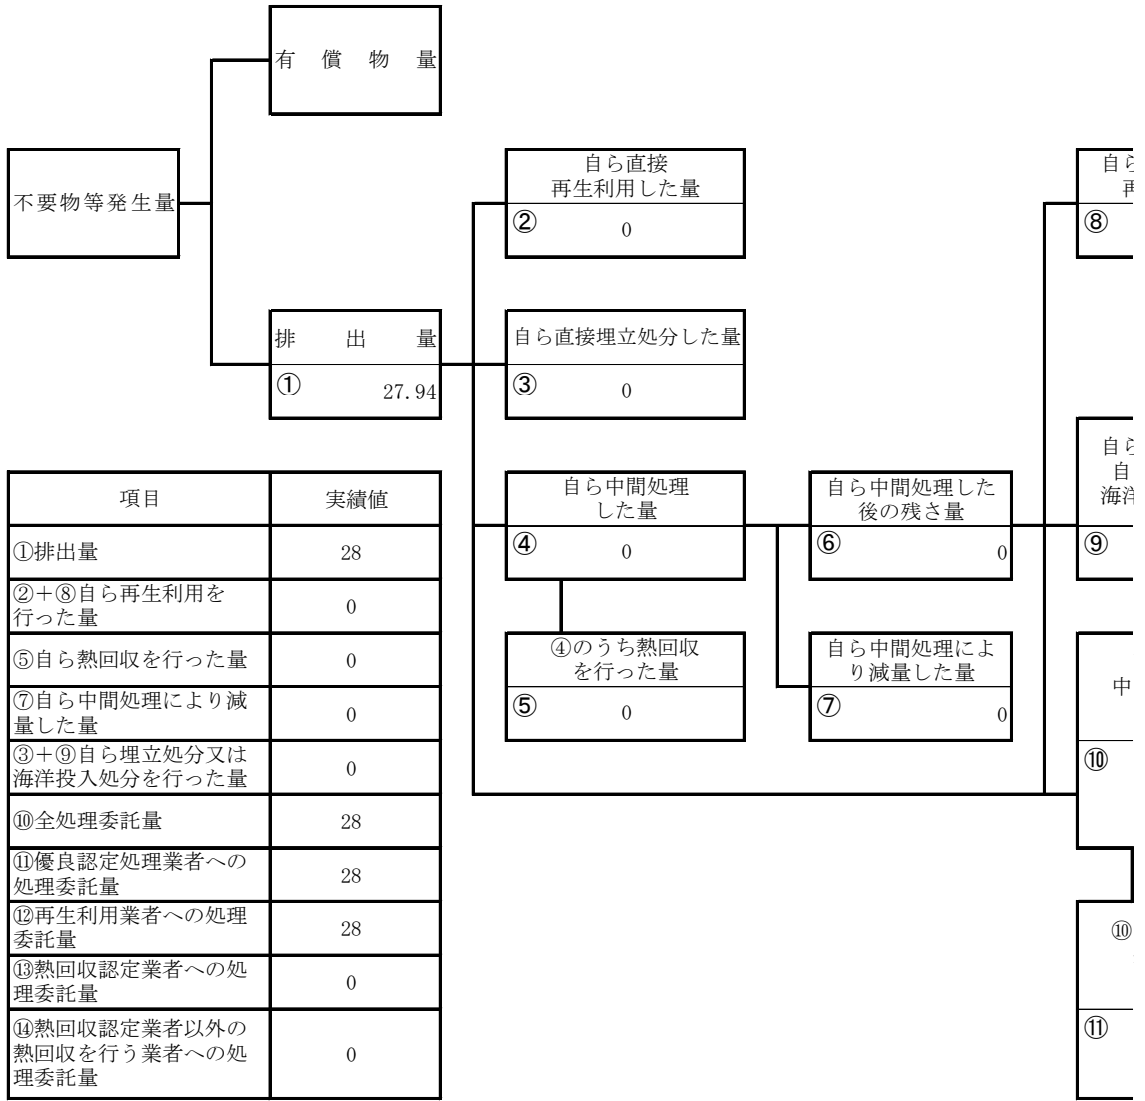 有償物量
不要物等発生量
自ら直接
再生利用した量
② 0
自ら
再
⑧
排出量
① 27.94
自ら直接埋立処分した量
③ 0
自ら中間処理
した量
④ 0
自ら中間処理した
後の残さ量
⑥ 0
自ら
自
海洋
⑨
④のうち熱回収
を行った量
⑤ 0
自ら中間処理によ
り減量した量
⑦ 0
中
⑩
⑩
⑪
項目 実績値
①排出量 28
②＋⑧自ら再生利用を
行った量 0
⑤自ら熱回収を行った量 0
⑦自ら中間処理により減
量した量 0
③＋⑨自ら埋立処分又は
海洋投入処分を行った量 0
⑩全処理委託量 28
⑪優良認定処理業者への
処理委託量 28
⑫再生利用業者への処理
委託量 28
⑬熱回収認定業者への処
理委託量 0
⑭熱回収認定業者以外の
熱回収を行う業者への処
理委託量 0